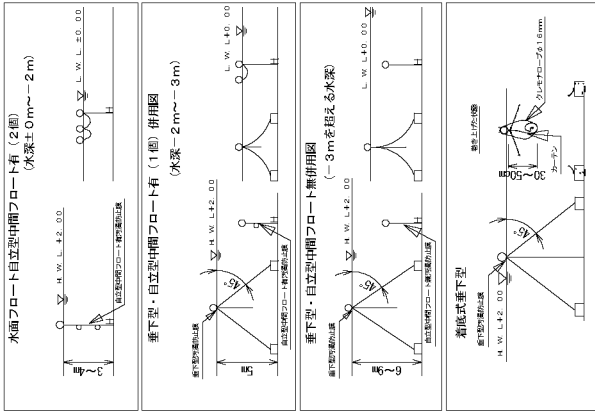 水面フロート自立型中間フロート有（2個）
（水深±0m～－2m）
H.W.L+2.00
L.W.L±0.00
3～4m
自立型中間フロート有汚濁防止膜
垂下型・自立型中間フロート有（1個）併用図
（水深－2m～－3m）
垂下型汚濁防止膜
H.W.L+2.00
L.W.L±0.00
45°
5m
自立型中間フロート有汚濁防止膜
垂下型・自立型中間フロート無併用図
（－3mを超える水深）
垂下型汚濁防止膜
H.W.L+2.00
L.W.L±0.00
45°
6～9m
自立型中間フロート無汚濁防止膜
着底式垂下型
垂下型汚濁防止膜
H.W.L+2.00
45°
巻き上げた状態
30～50cm
カーテン
クレモナロープφ16mm